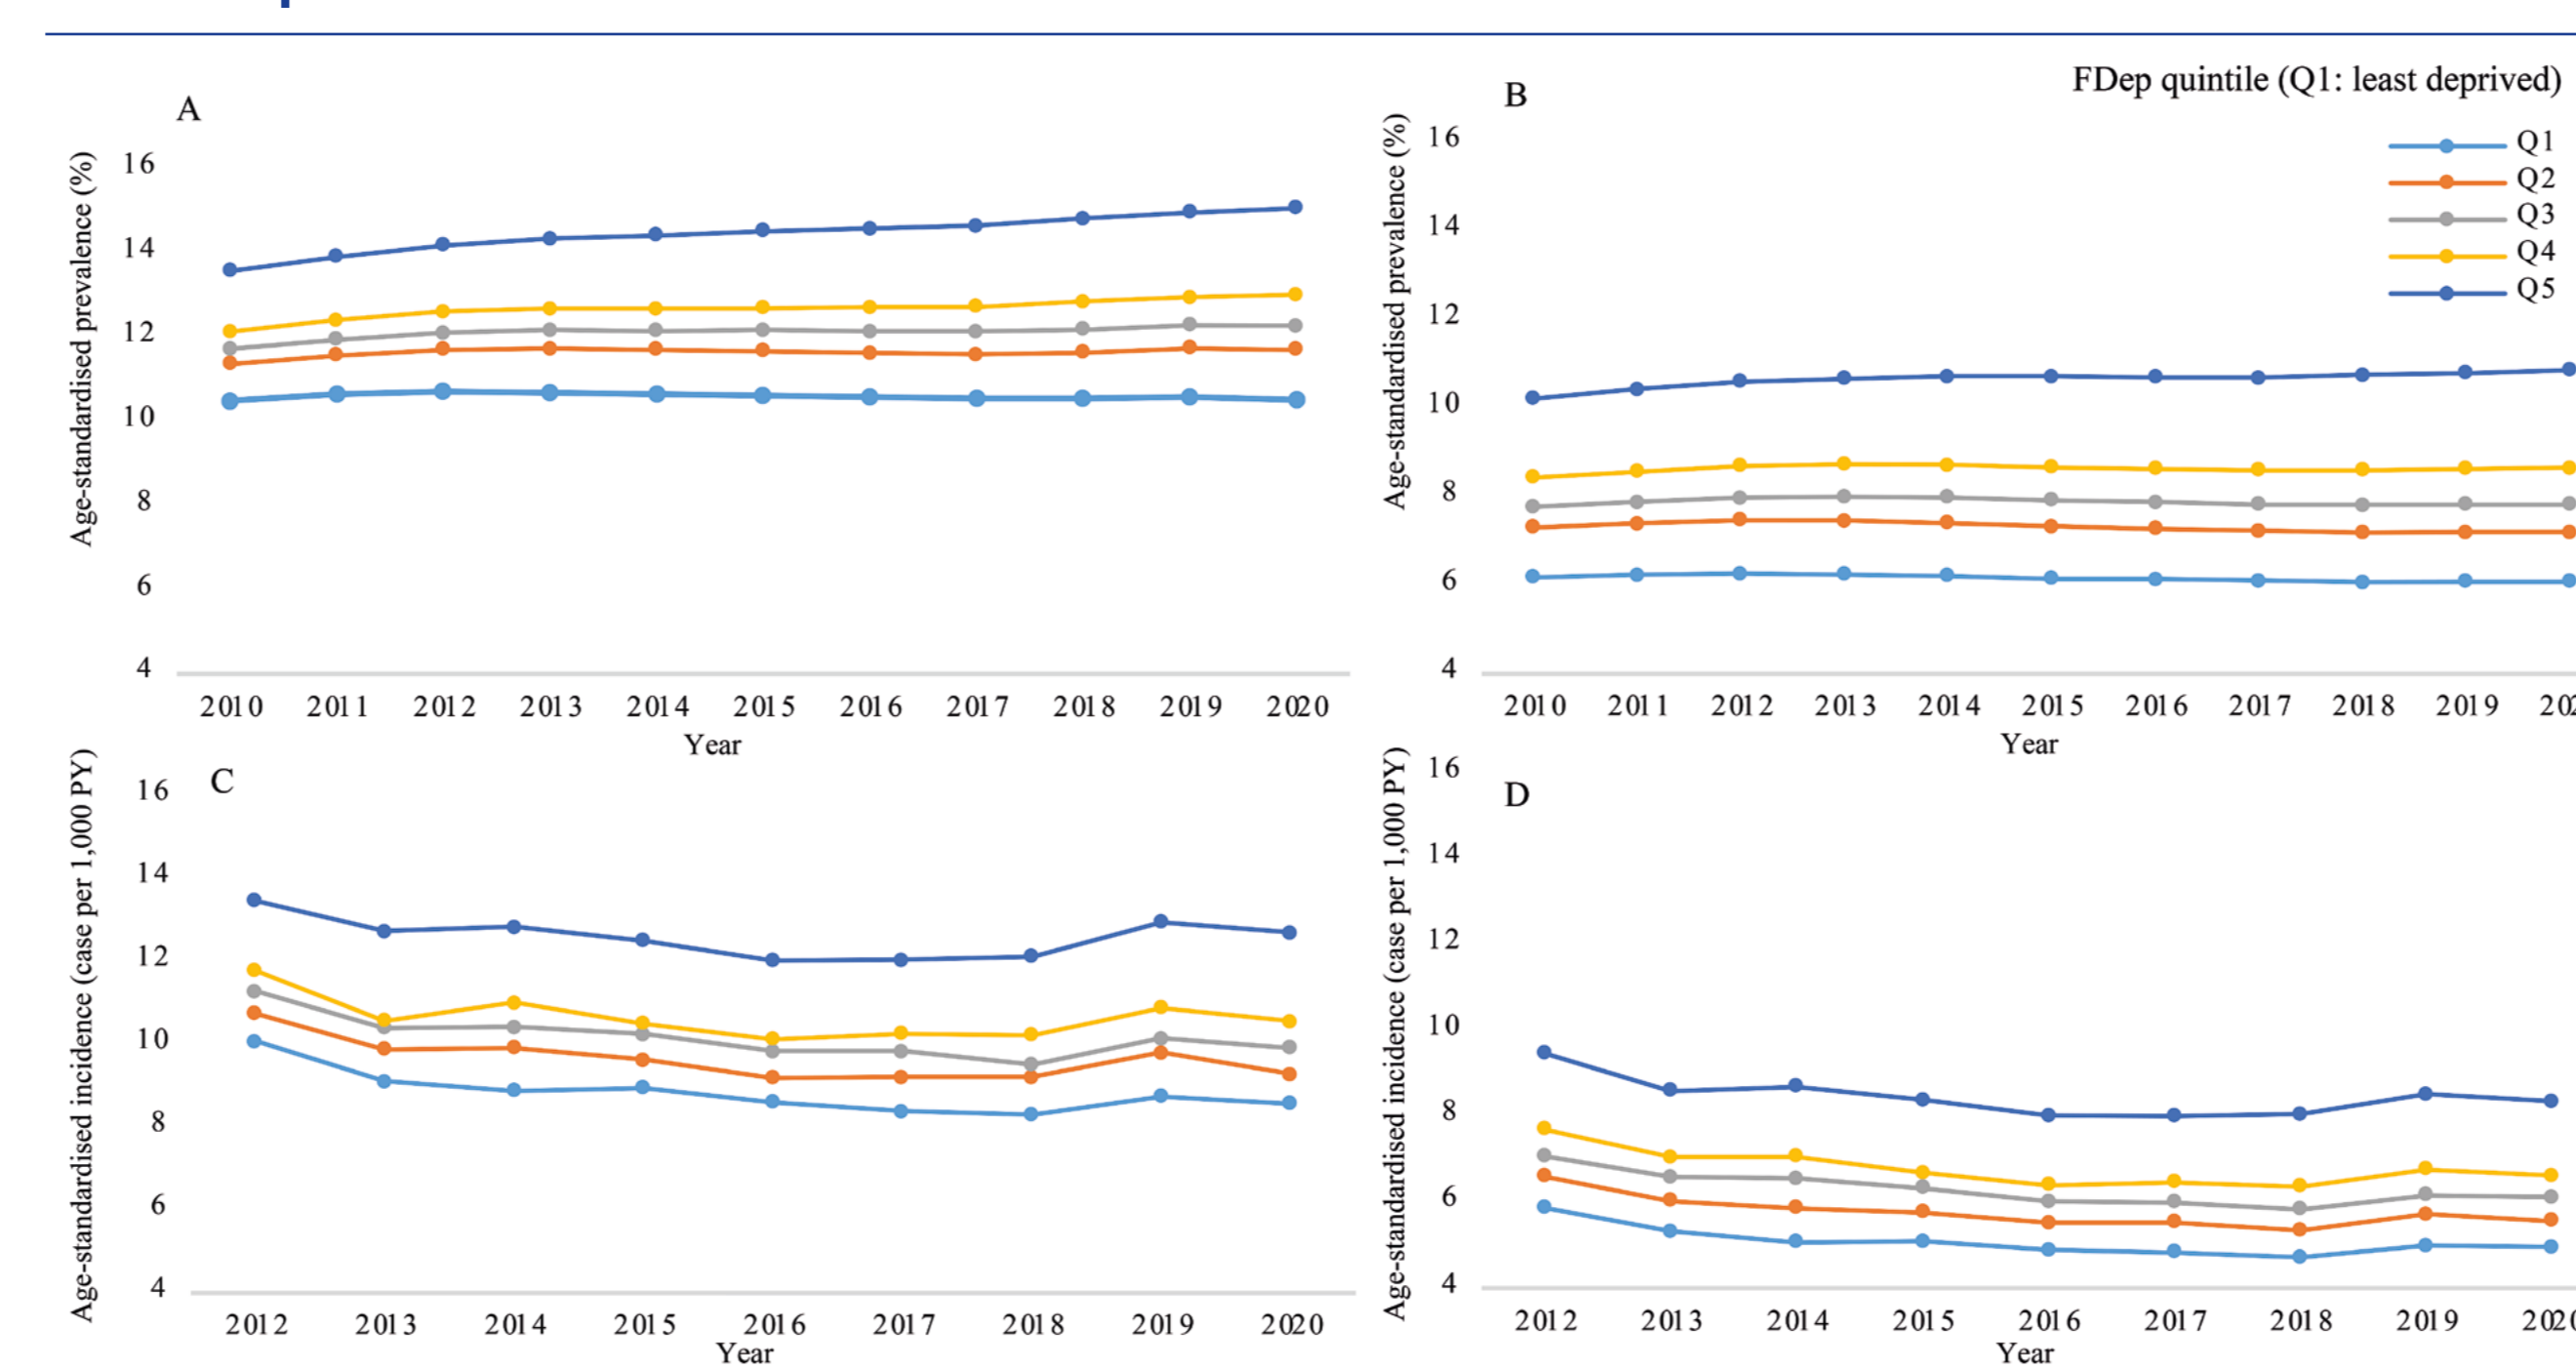 A
Age-standardised prevalence (%)
16
14
12
10
8
6
4
2010 2011 2012 2013 2014 2015 2016 2017 2018 2019 2020
Year
B
FDep quintile (Q1: least deprived)
Q1
Q2
Q3
Q4
Q5
Age-standardised prevalence (%)
16
14
12
10
8
6
4
2010 2011 2012 2013 2014 2015 2016 2017 2018 2019
Year
C
Age-standardised incidence (case per 1,000 PY)
16
14
12
10
8
6
4
2012 2013 2014 2015 2016 2017 2018 2019 2020
Year
D
Age-standardised incidence (case per 1,000 PY)
16
14
12
10
8
6
4
2012 2013 2014 2015 2016 2017 2018 2019
Year